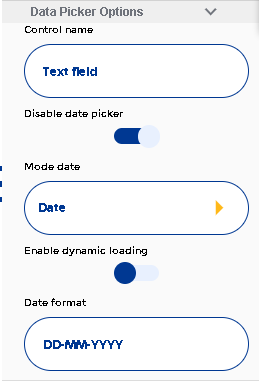 Data Picker Options
Control name
Text field
Disable date picker
Mode date
Date
Enable dynamic loading
Date format
DD-MM-YYYY